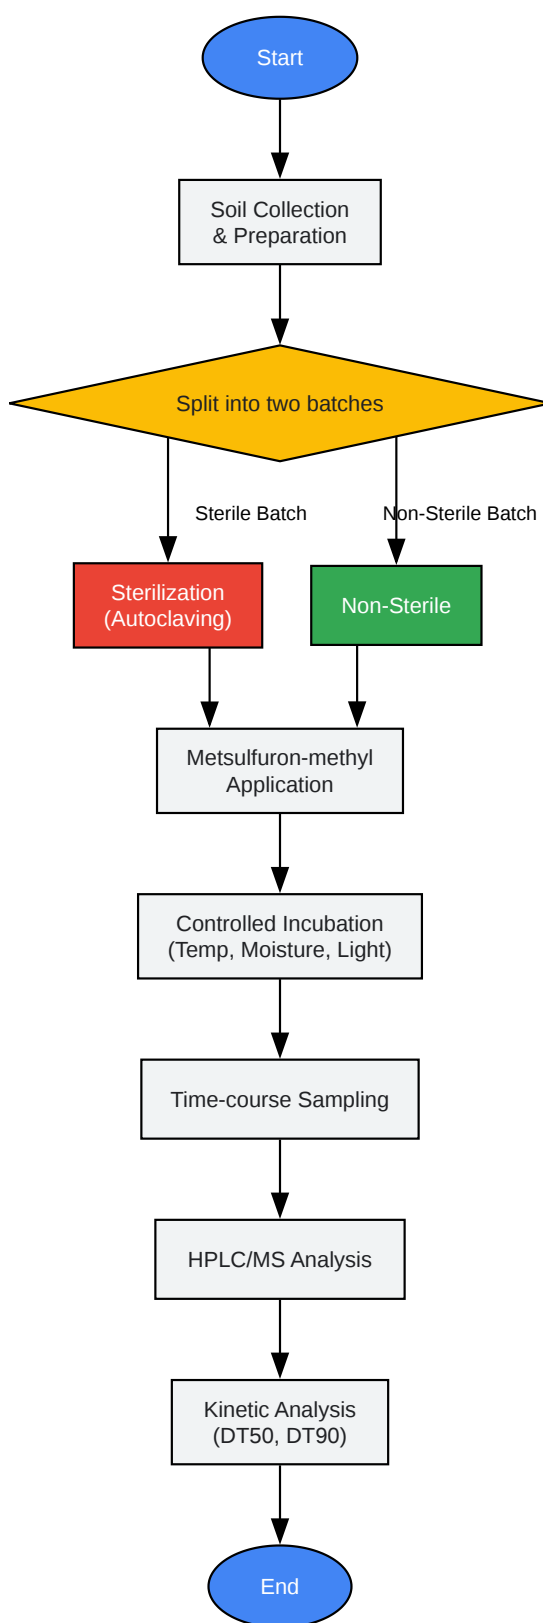 Start
Soil Collection
& Preparation
Split into two batches
Sterile Batch
Non-Sterile Batch
Sterilization
(Autoclaving)
Non-Sterile
Metsulfuron-methyl
Application
Controlled Incubation
(Temp, Moisture, Light)
Time-course Sampling
HPLC/MS Analysis
Kinetic Analysis
(DT50, DT90)
End